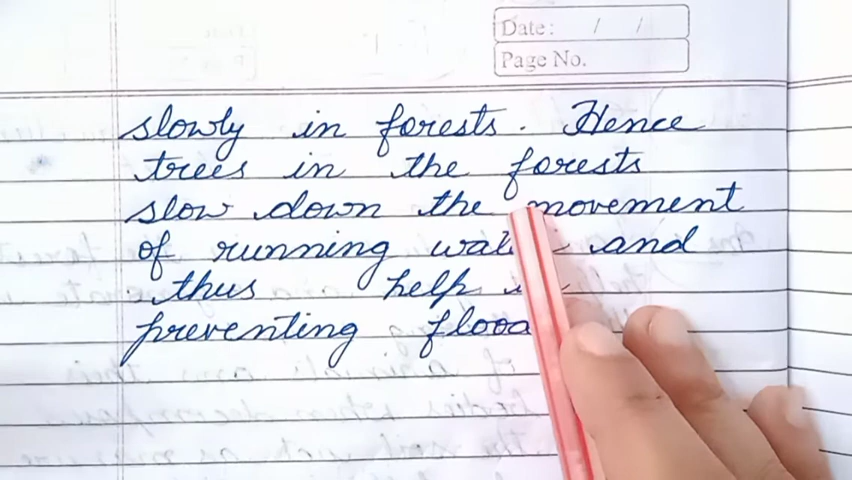 Date: / /
Page No.
slowly in forests. Hence
trees in the forests
slow down the movement
of running and
thus help
preventing